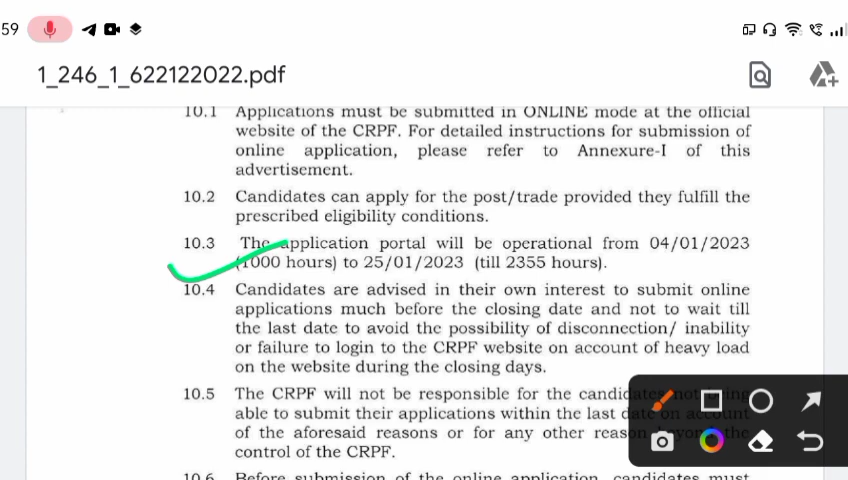 59
1_246_1_622122022.pdf
10.1 Applications must be submitted in ONLINE mode at the official
website of the CRPF. For detailed instructions for submission of
online application, please refer to Annexure-I of this
advertisement.
10.2 Candidates can apply for the post/trade provided they fulfill the
prescribed eligibility conditions.
10.3 The application portal will be operational from 04/01/2023
(1000 hours) to 25/01/2023 (till 2355 hours).
10.4 Candidates are advised in their own interest to submit online
applications much before the closing date and not to wait till
the last date to avoid the possibility of disconnection/ inability
or failure to login to the CRPF website on account of heavy load
on the website during the closing days.
10.5 The CRPF will not be responsible for the candidates not being
able to submit their applications within the last date on account
of the aforesaid reasons or for any other reason beyond the
control of the CRPF.
10.6 Before submission of the online application, candidates must